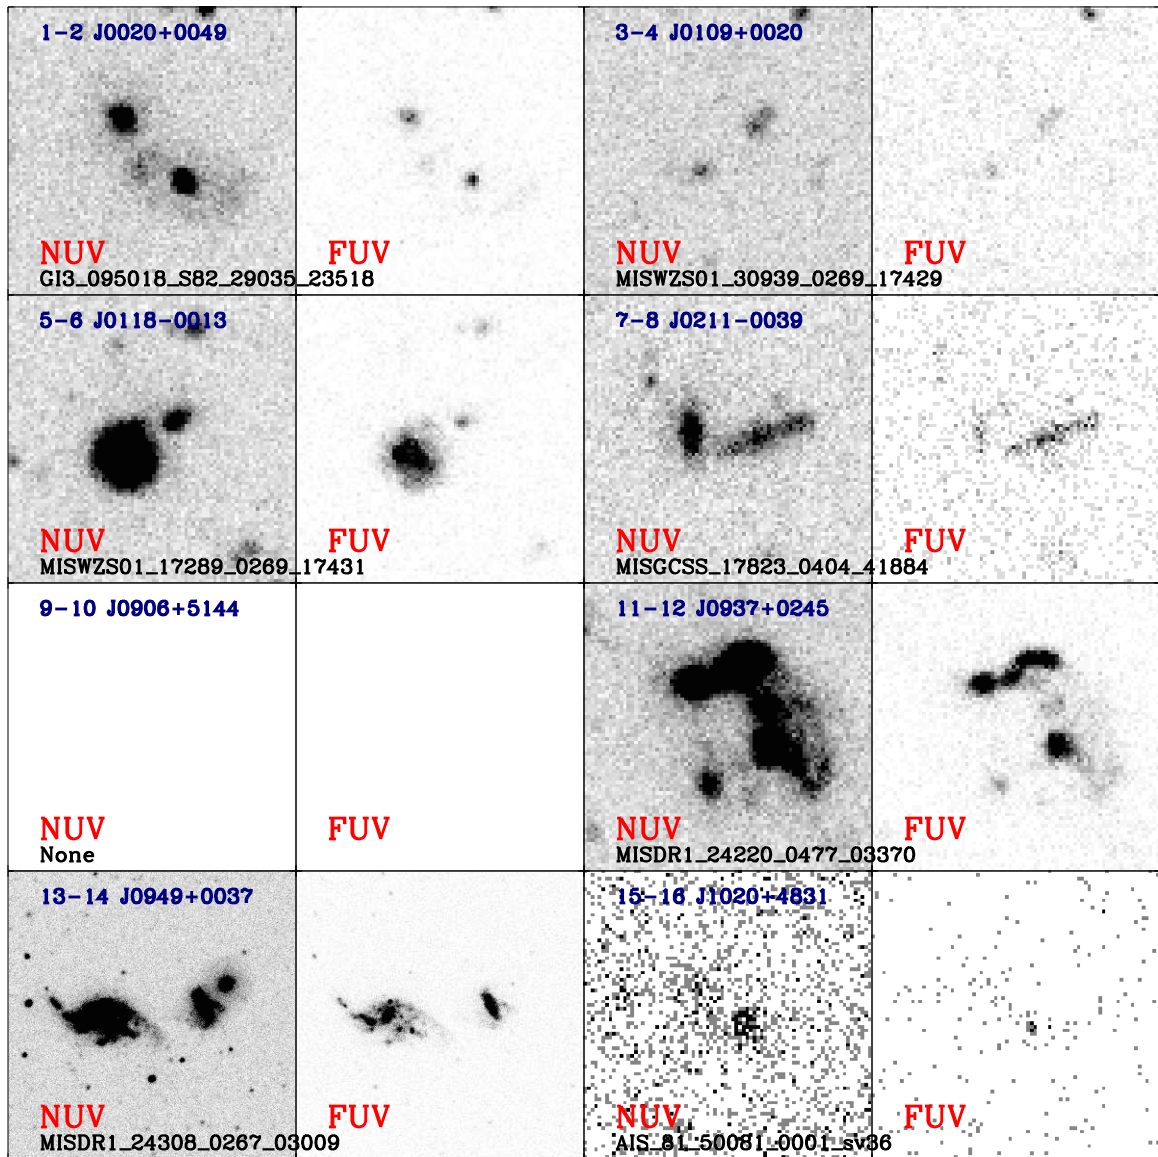 1-2 J0020+0049
NUV
FUV
GI3_095018_S82_29035_23518
3-4 J0109+0020
NUV
FUV
MISWZS01_30939_0269_17429
5-6 J0118-0013
NUV
FUV
MISWZS01_17289_0269_17431
7-8 J0211-0039
NUV
FUV
MISGCSS_17823_0404_41884
9-10 J0906+5144
NUV
FUV
None
11-12 J0937+0245
NUV
FUV
MISDR1_24220_0477_03370
13-14 J0949+0037
NUV
FUV
MISDR1_24308_0267_03009
15-16 J1020+4831
NUV
FUV
AIS_81_50081_0001_sv36